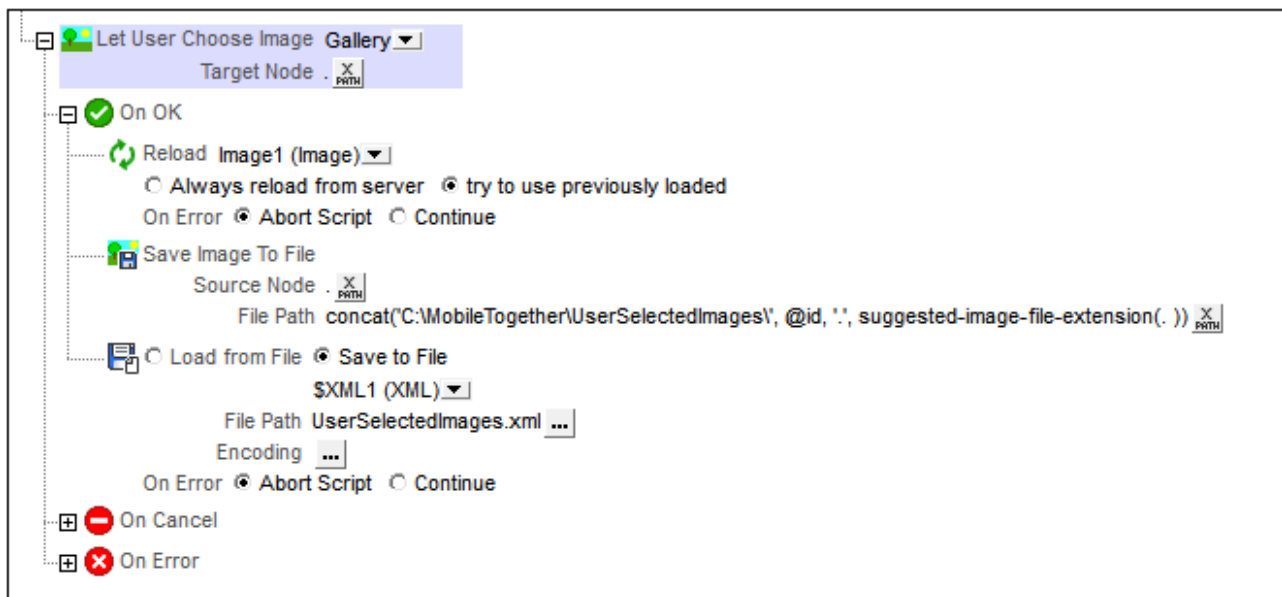 Let User Choose Image Gallery
Target Node . X PATH
On OK
Reload Image1 (Image)
Always reload from server try to use previously loaded
On Error Abort Script Continue
Save Image To File
Source Node . X PATH
File Path concat('C:\MobileTogether\UserSelectedImages\', @id, '.', suggested-image-file-extension(. )) X PATH
Load from File Save to File
$XML1 (XML)
File Path UserSelectedImages.xml ...
Encoding ...
On Error Abort Script Continue
On Cancel
On Error